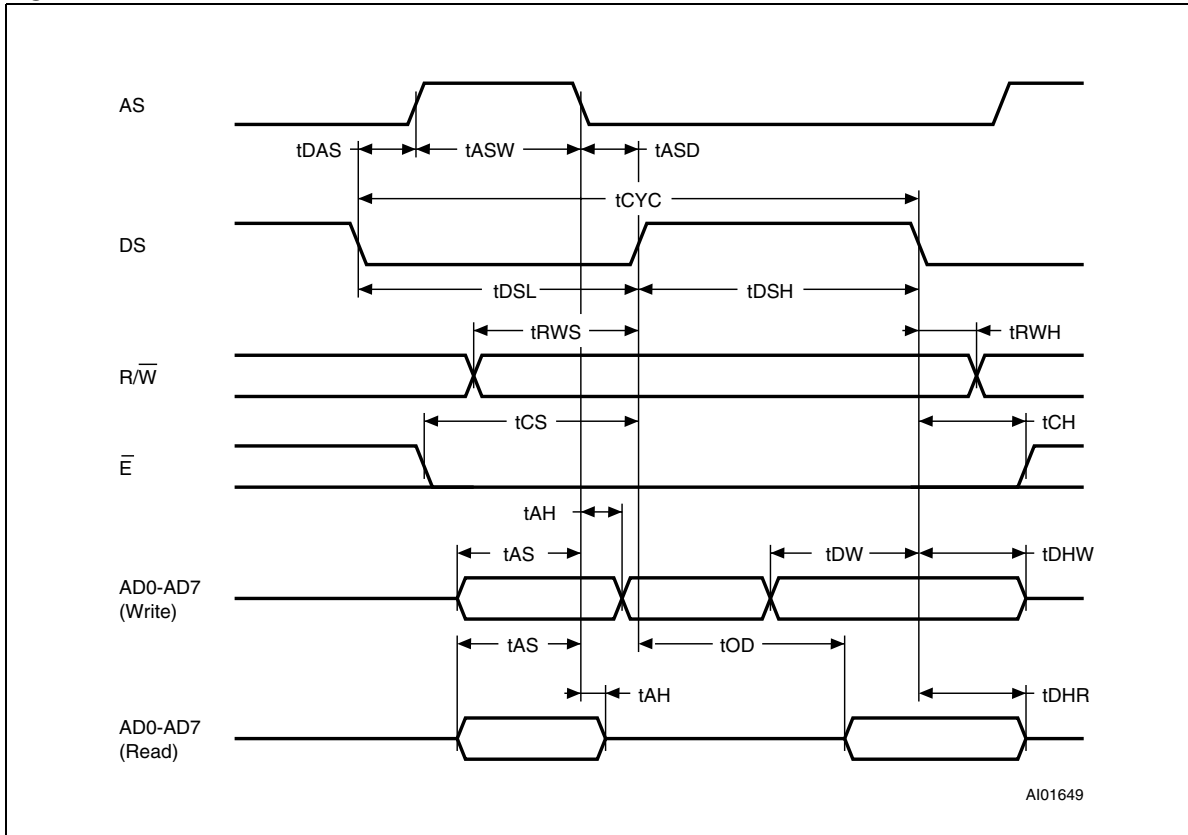 AS
tDAS tASW tASD
tCYC
DS
tDSL tDSH
tRWS tRWH
R/W̅
tCS tCH
E̅
tAH
tAS tDW tDHW
AD0-AD7
(Write)
tAS tOD
tAH tDHR
AD0-AD7
(Read)
AI01649